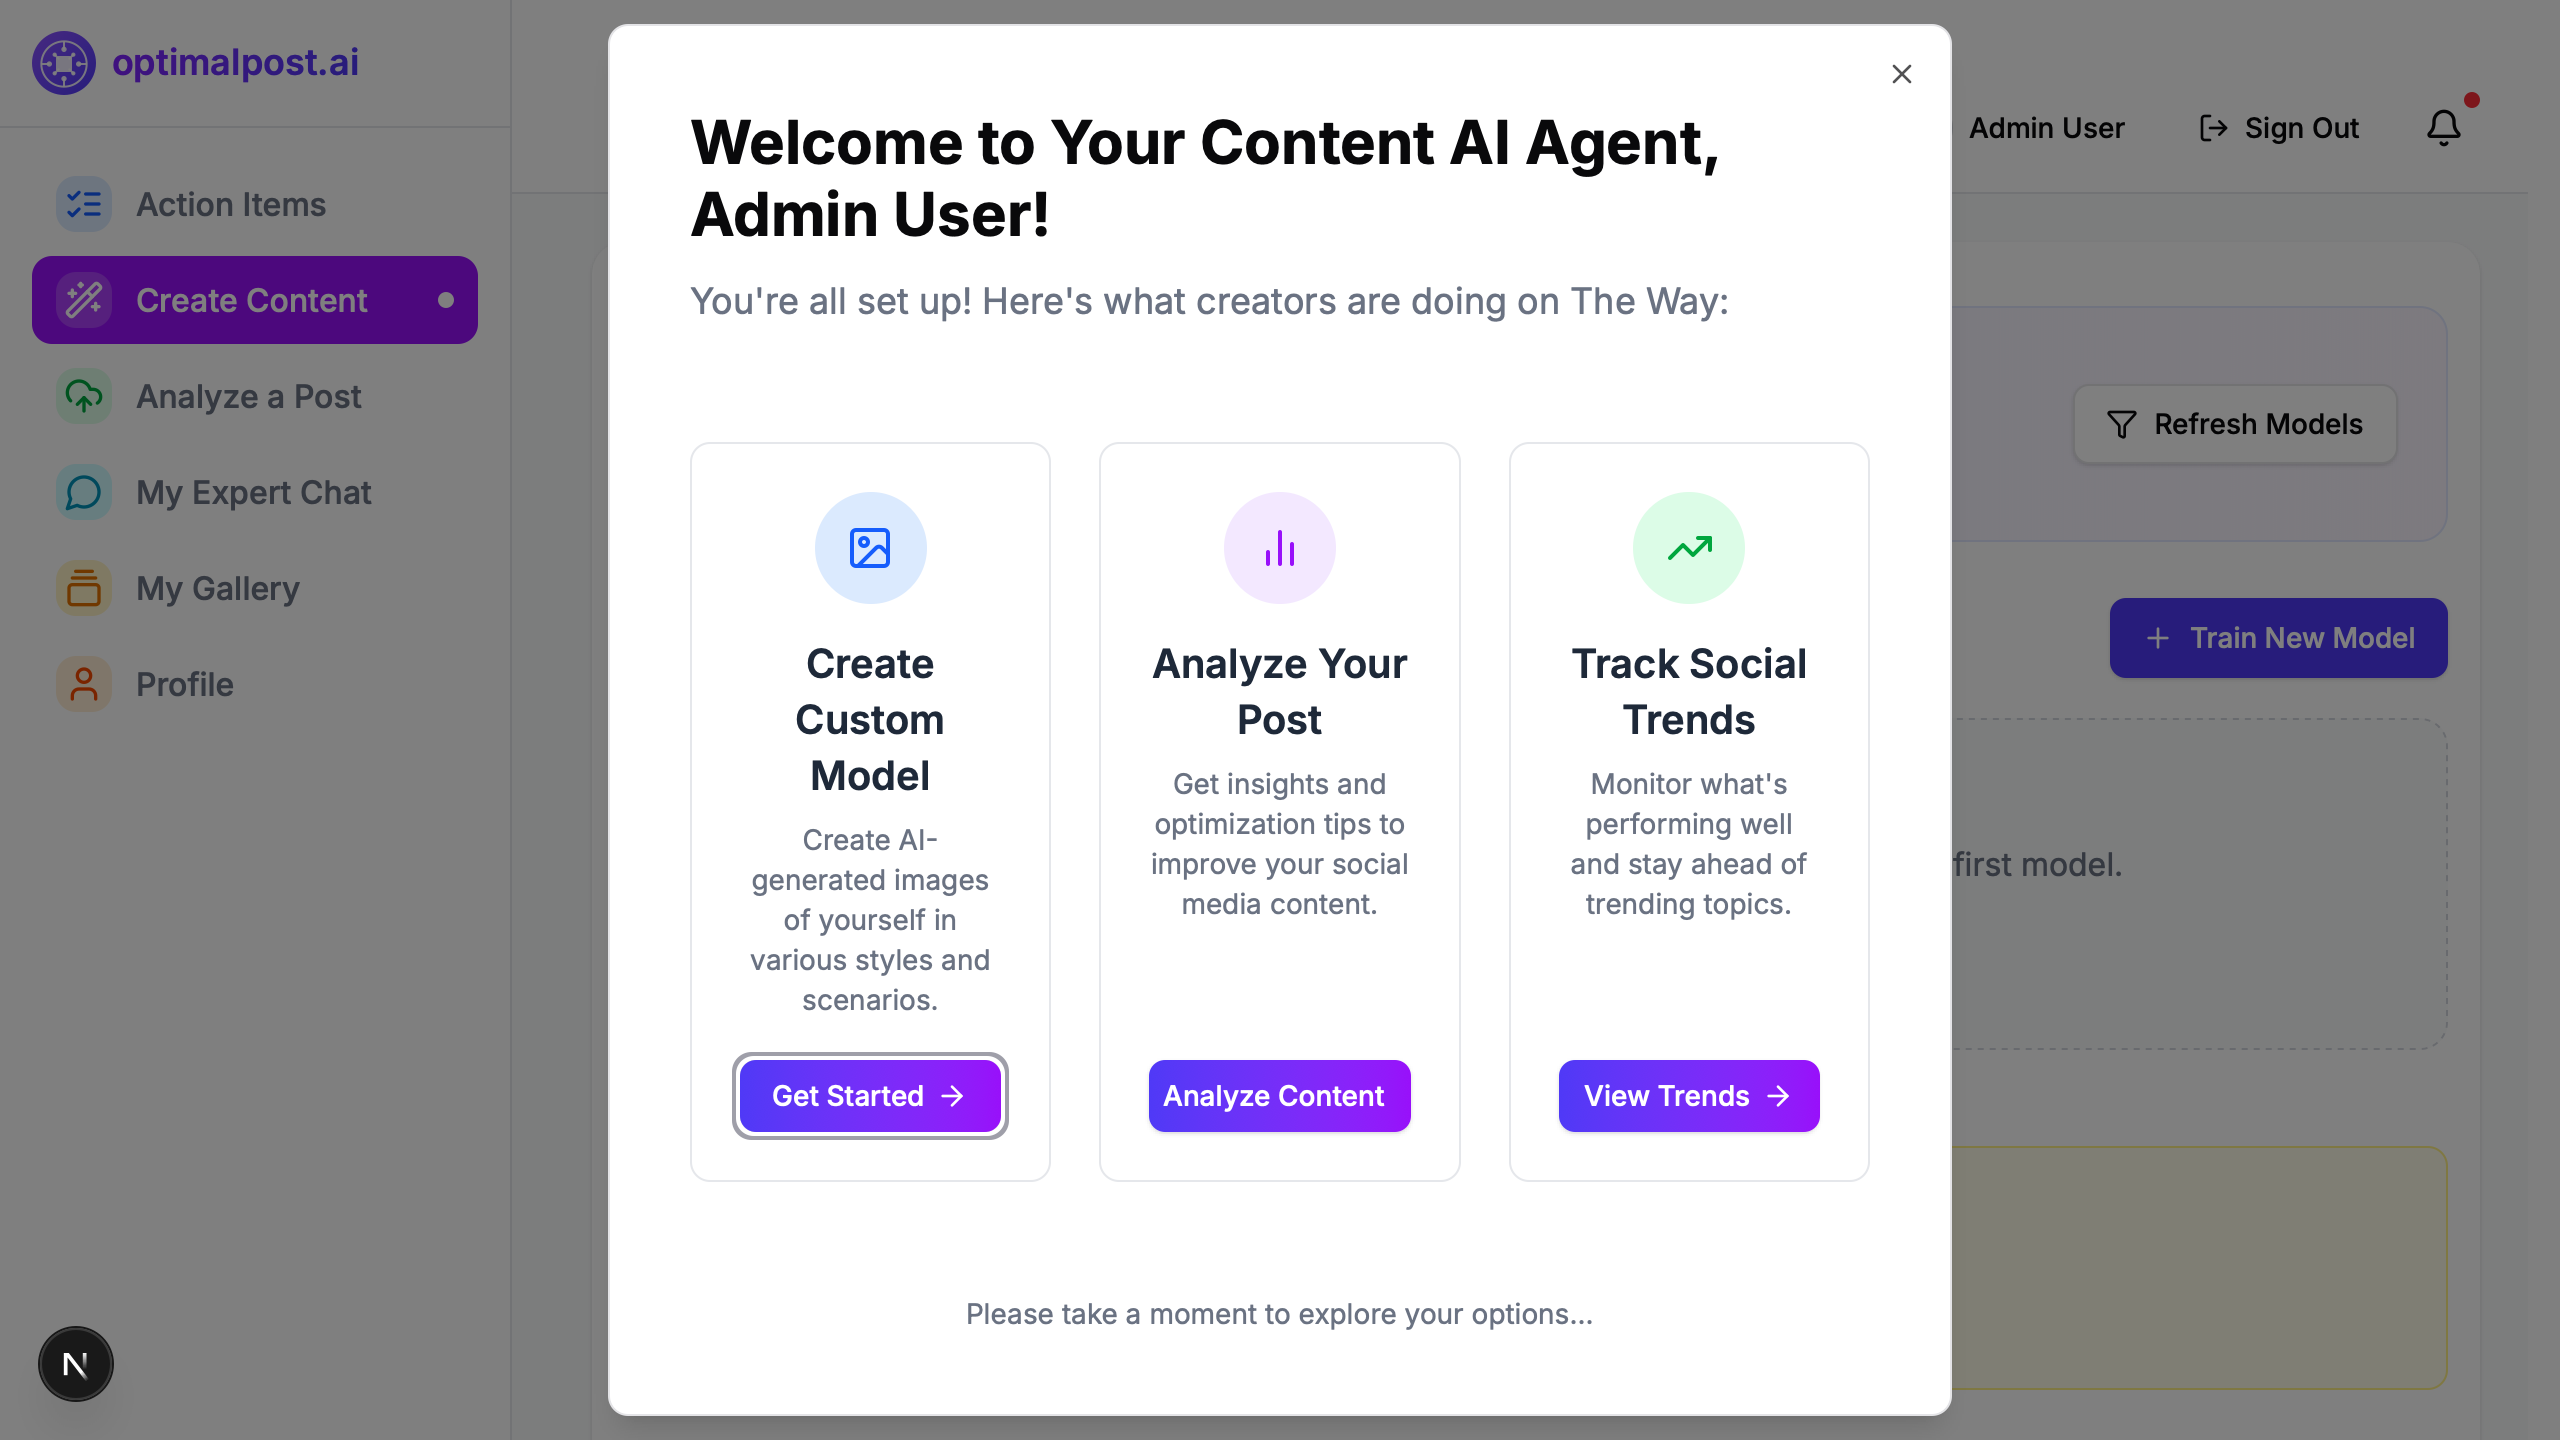 optimalpost.ai
Action Items
Create Content
Analyze a Post
My Expert Chat
My Gallery
Profile
N
Admin User
Sign Out
Refresh Models
Train New Model
first model.
Welcome to Your Content AI Agent,
Admin User!
You're all set up! Here's what creators are doing on The Way:
Create
Custom
Model
Create AI-
generated images
of yourself in
various styles and
scenarios.
Get Started
Analyze Your
Post
Get insights and
optimization tips to
improve your social
media content.
Analyze Content
Track Social
Trends
Monitor what's
performing well
and stay ahead of
trending topics.
View Trends
Please take a moment to explore your options...